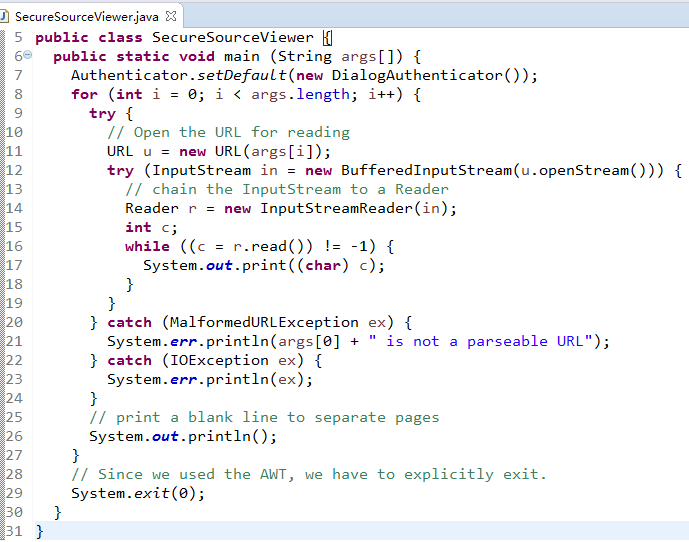 SecureSourceViewer.java
5 public class SecureSourceViewer {
6   public static void main (String args[]) {
7     Authenticator.setDefault(new DialogAuthenticator());
8     for (int i = 0; i < args.length; i++) {
9       try {
10         // Open the URL for reading
11         URL u = new URL(args[i]);
12         try (InputStream in = new BufferedInputStream(u.openStream())) {
13           // chain the InputStream to a Reader
14           Reader r = new InputStreamReader(in);
15           int c;
16           while ((c = r.read()) != -1) {
17             System.out.print((char) c);
18           }
19         }
20       } catch (MalformedURLException ex) {
21         System.err.println(args[0] + " is not a parseable URL");
22       } catch (IOException ex) {
23         System.err.println(ex);
24       }
25       // print a blank line to separate pages
26       System.out.println();
27     }
28     // Since we used the AWT, we have to explicitly exit.
29     System.exit(0);
30   }
31 }